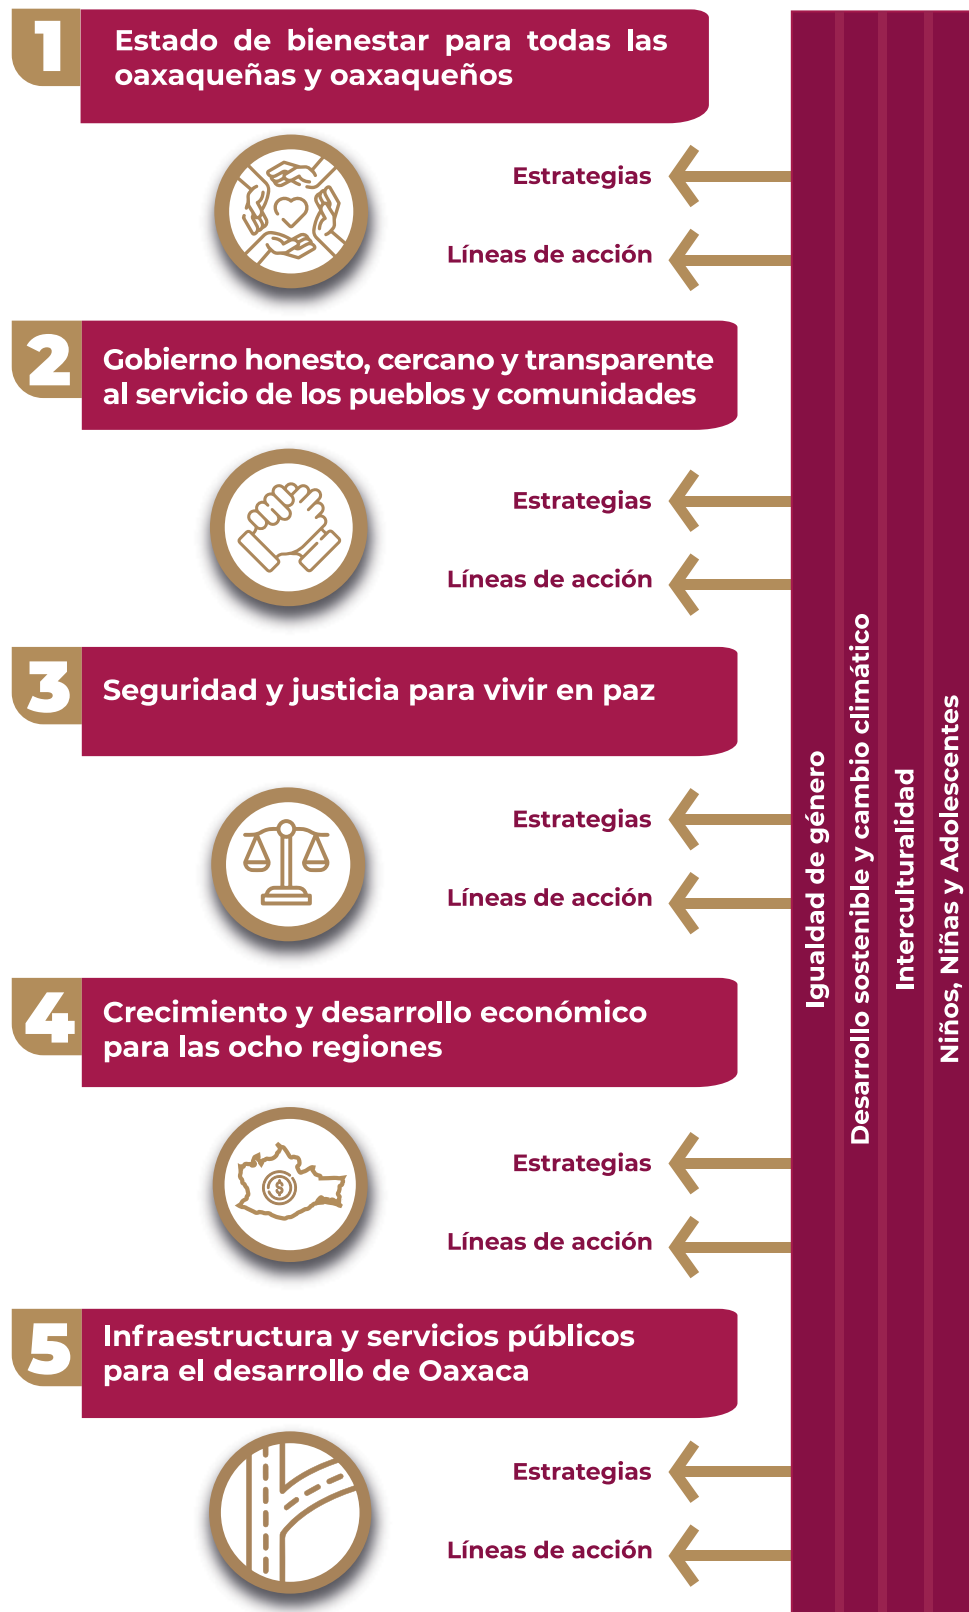 1
Estado de bienestar para todas las
oaxaqueñas y oaxaqueños
Estrategias
Líneas de acción
2
Gobierno honesto, cercano y transparente
al servicio de los pueblos y comunidades
Estrategias
Líneas de acción
3
Seguridad y justicia para vivir en paz
Estrategias
Líneas de acción
4
Crecimiento y desarrollo económico
para las ocho regiones
$
Estrategias
Líneas de acción
5
Infraestructura y servicios públicos
para el desarrollo de Oaxaca
Estrategias
Líneas de acción
Igualdad de género
Desarrollo sostenible y cambio climático
Interculturalidad
Niños, Niñas y Adolescentes